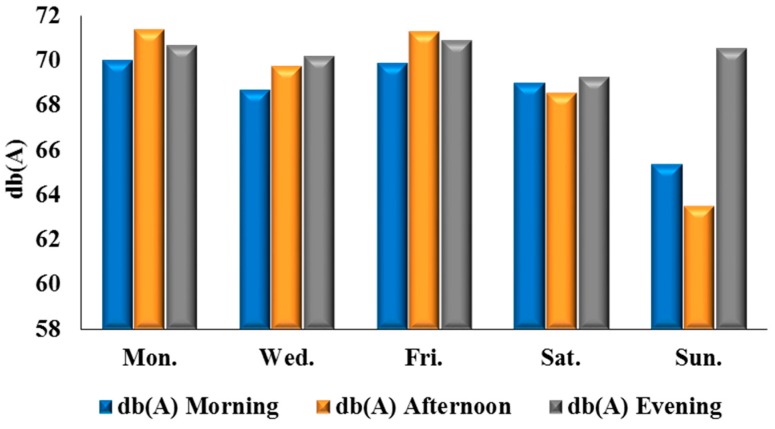 72
70
68
66
64
62
60
58
db(A)
Mon. Wed. Fri. Sat. Sun.
db(A) Morning db(A) Afternoon db(A) Evening